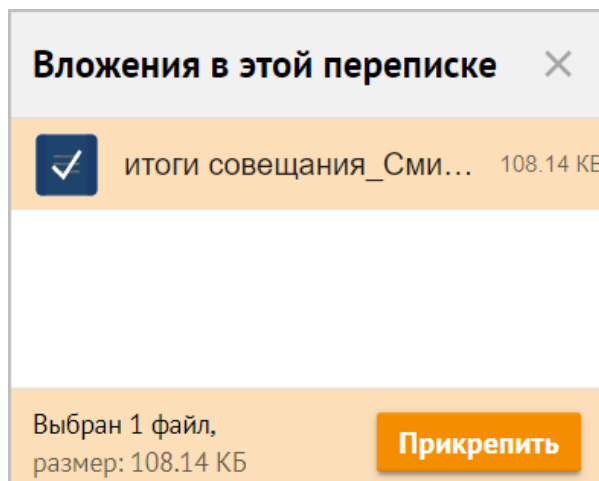 Вложения в этой переписке
итоги совещания_Сми... 108.14 КБ
Выбран 1 файл,
размер: 108.14 КБ
Прикрепить